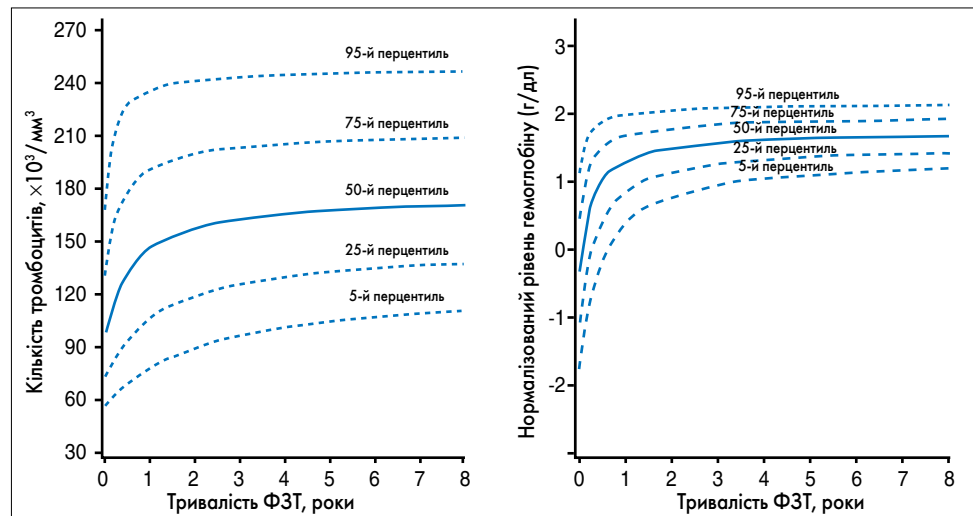 Кількість тромбоцитів, ×10³/мм³
270
240
210
180
150
120
90
60
30
95-й перцентиль
75-й перцентиль
50-й перцентиль
25-й перцентиль
5-й перцентиль
0 1 2 3 4 5 6 7 8
Тривалість ФЗТ, роки
Нормалізований рівень гемоглобіну (г/дл)
3
2
1
0
-1
-2
95-й перцентиль
75-й перцентиль
50-й перцентиль
25-й перцентиль
5-й перцентиль
0 1 2 3 4 5 6 7 8
Тривалість ФЗТ, роки